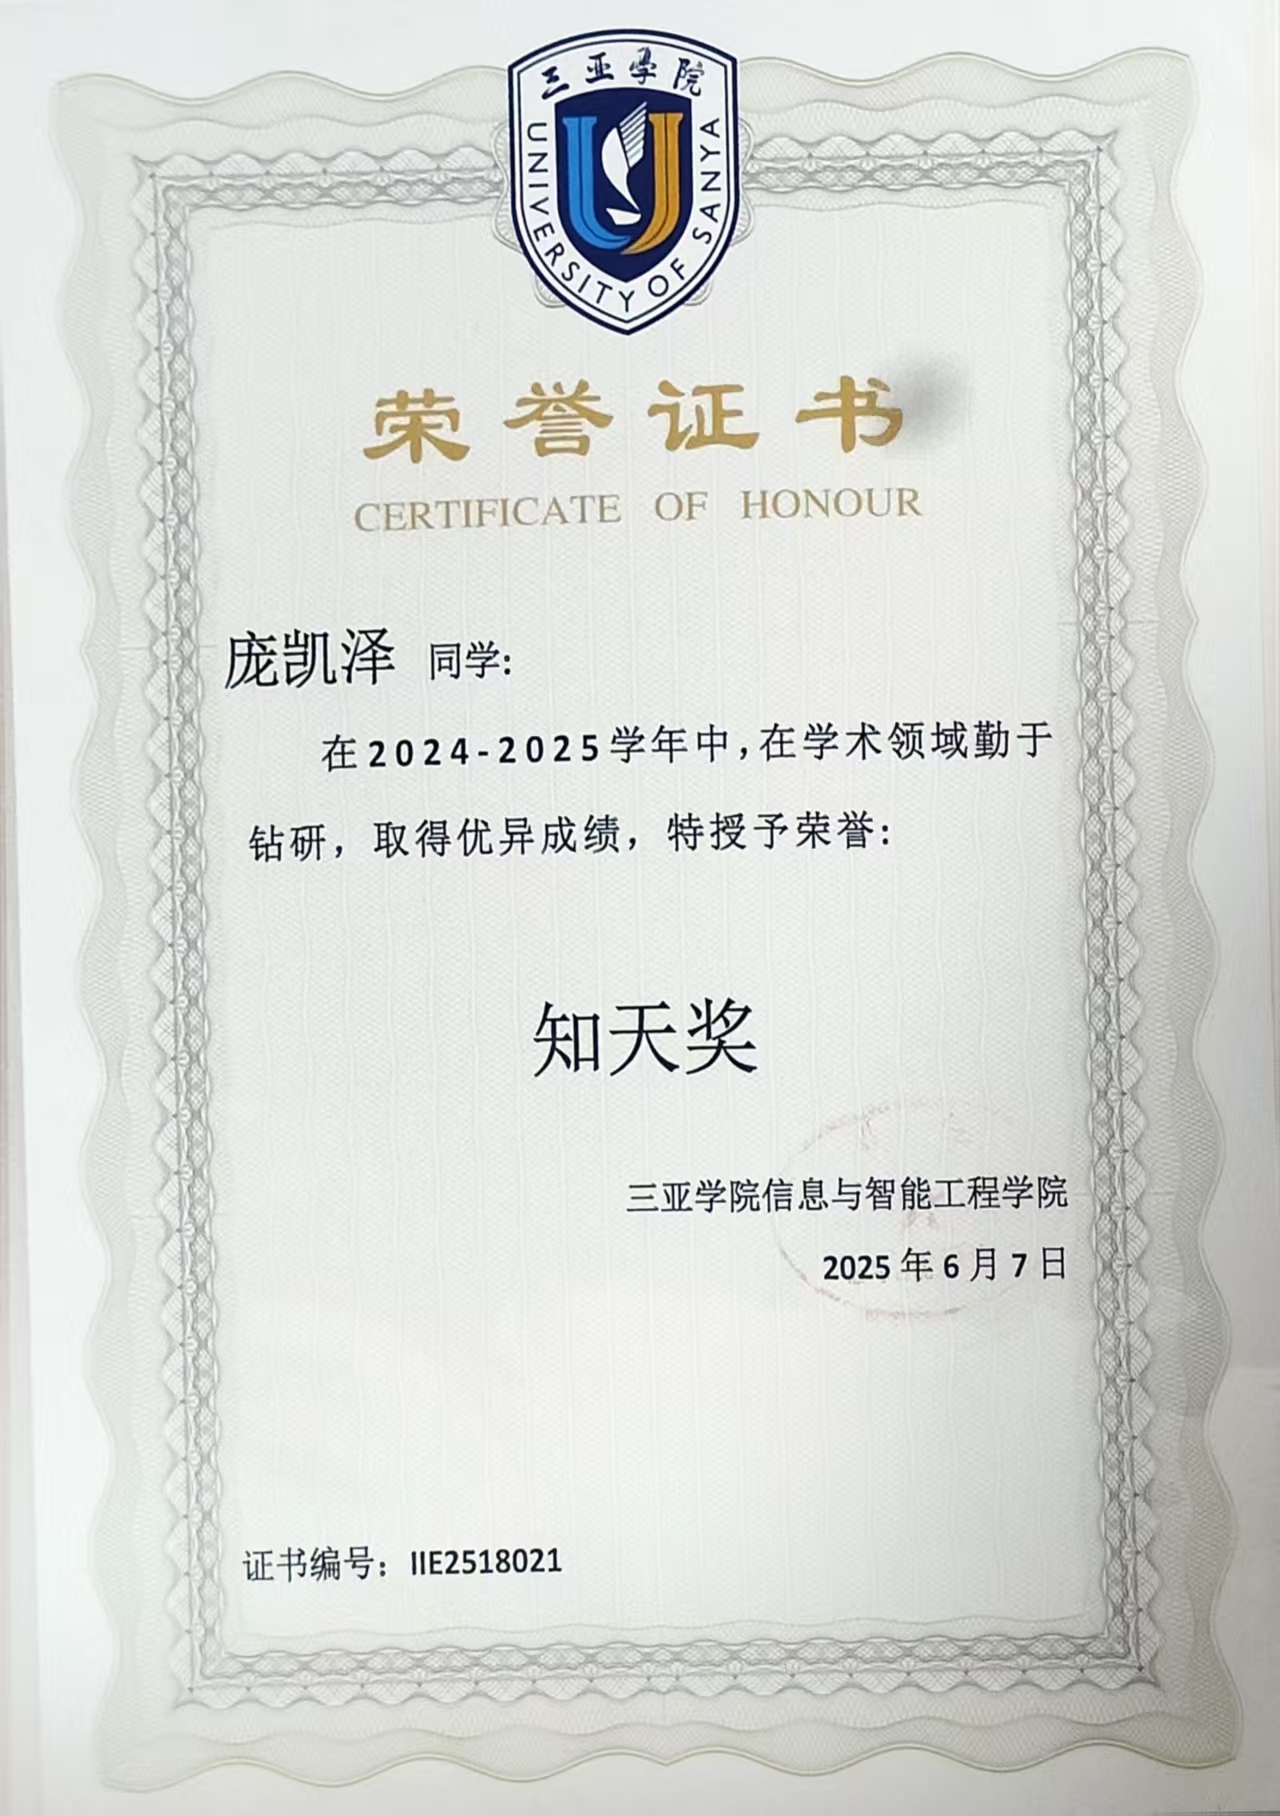 三亚學院
UNIVERSITY OF SANYA
荣誉证书
CERTIFICATE OF HONOUR
庞凯泽 同学:
在2024-2025学年中,在学术领域勤于
钻研，取得优异成绩，特授予荣誉:
知天奖
三亚学院信息与智能工程学院
2025年6月7日
证书编号：IIE2518021